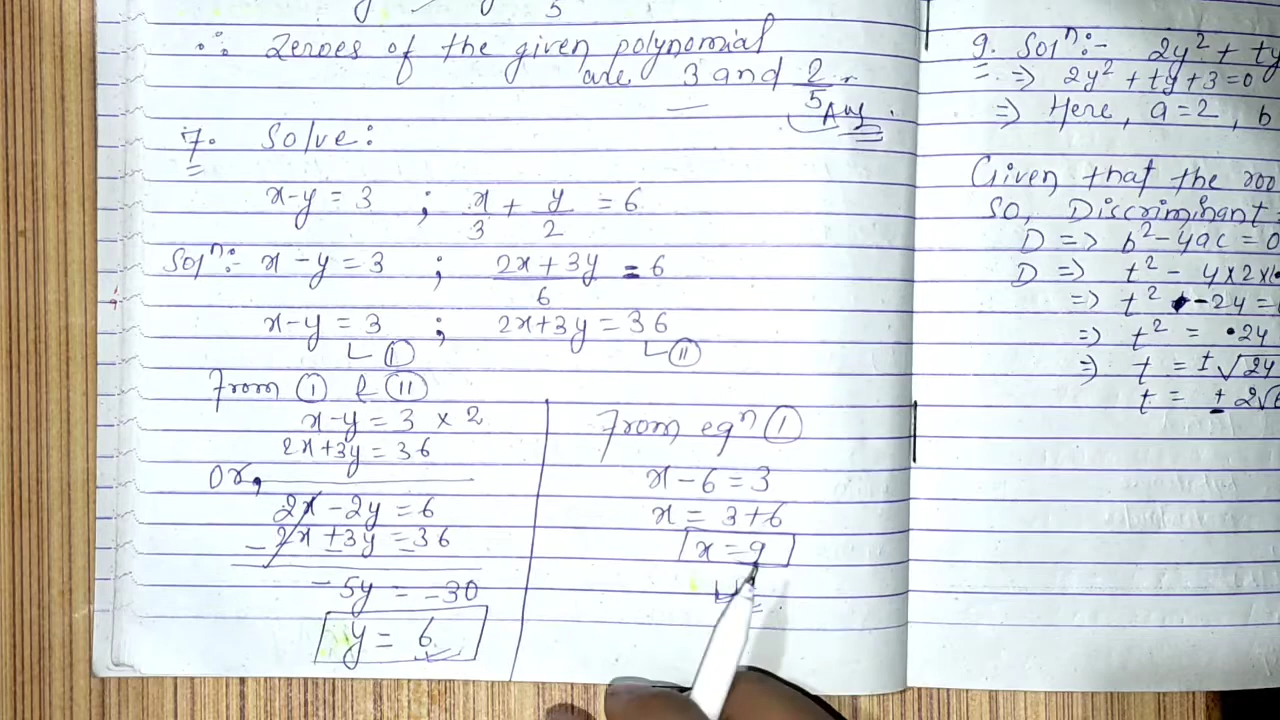 5
∴ Zeroes of the given polynomial
are 3 and 2/5 Ans.
7. Solve:
x-y = 3 ; x/3 + y/2 = 6
Solⁿ:- x - y = 3 ; (2x + 3y)/6 = 6
x-y = 3 ; 2x+3y = 36
I II
From I & II
x-y = 3 × 2
2x+3y = 36
Or,
2x - 2y = 6
- 2x + 3y = 36
- 5y = -30
y = 6
From eqⁿ I
x - 6 = 3
x = 3+6
x = 9
9. Solⁿ:- 2y² + ty
⇒ 2y² + ty + 3 = 0
⇒ Here, a = 2, b
Given that the roo
So, Discriminant
D ⇒ b² - 4ac = 0
D ⇒ t² - 4×2×
⇒ t² - 24 =
⇒ t² = 24
⇒ t = ± √24
t = ± 2√6